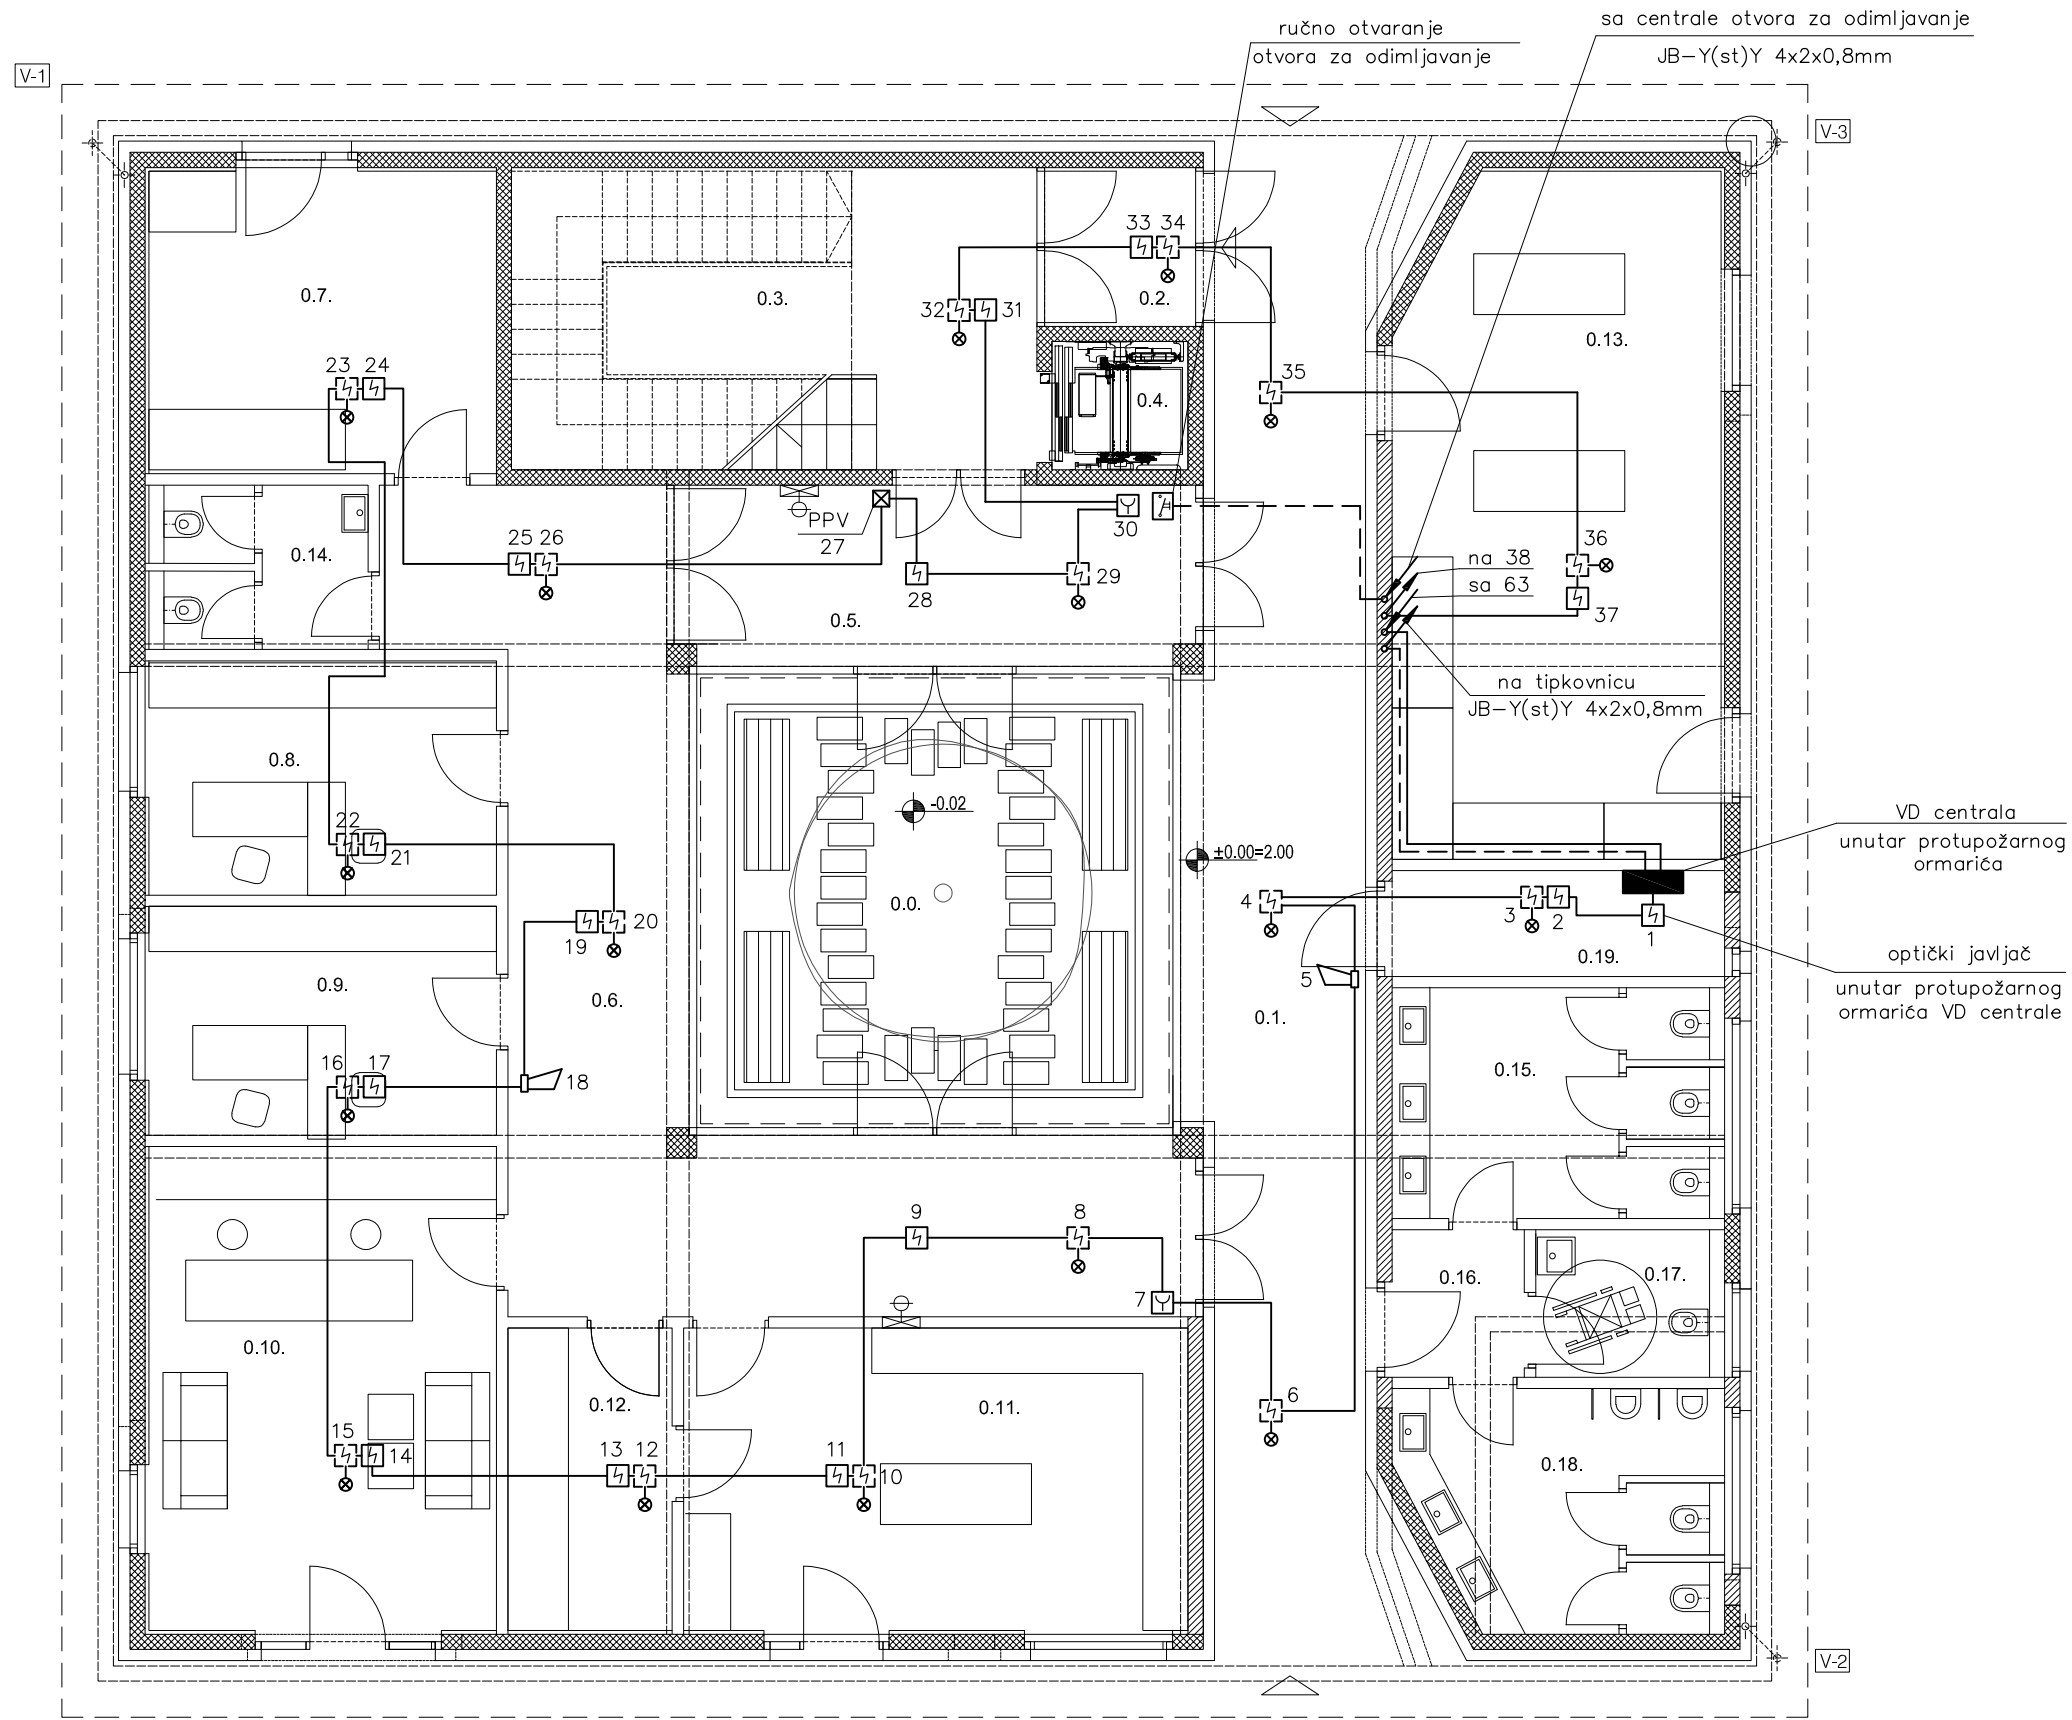 ručno otvaranje
otvora za odimljavanje
sa centrale otvora za odimljavanje
JB-Y(st)Y 4x2x0,8mm
V-1
V-3
33 34
0.7.
0.3.
0.2.
32 31
0.13.
23 24
35
0.4.
PPV
27
30
25 26
0.14.
28
29
36
na 38
sa 63
37
0.5.
na tipkovnicu
JB-Y(st)Y 4x2x0,8mm
0.8.
-0.02
22
21
±0.00=2.00
VD centrala
unutar protupožarnog
ormarića
0.0.
4
3
2
1
19
20
0.9.
0.6.
5
0.1.
0.19.
optički javljač
unutar protupožarnog
ormarića VD centrale
16 17
18
0.15.
9
8
7
0.16.
0.17.
0.10.
0.12.
0.11.
6
15
14
13 12
11
10
0.18.
V-2